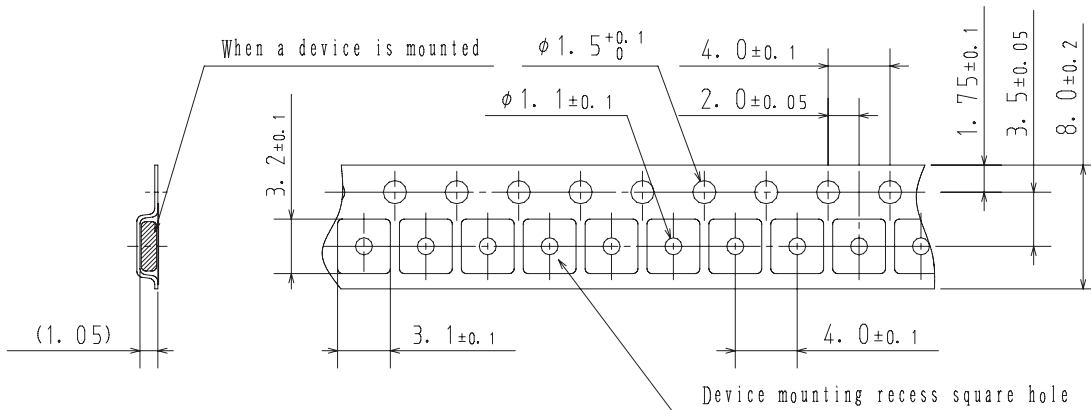 When a device is mounted
φ1.5+0.1 0
4.0±0.1
φ1.1±0.1
2.0±0.05
1.75±0.1
3.5±0.05
8.0±0.2
3.2±0.1
(1.05)
3.1±0.1
4.0±0.1
Device mounting recess square hole